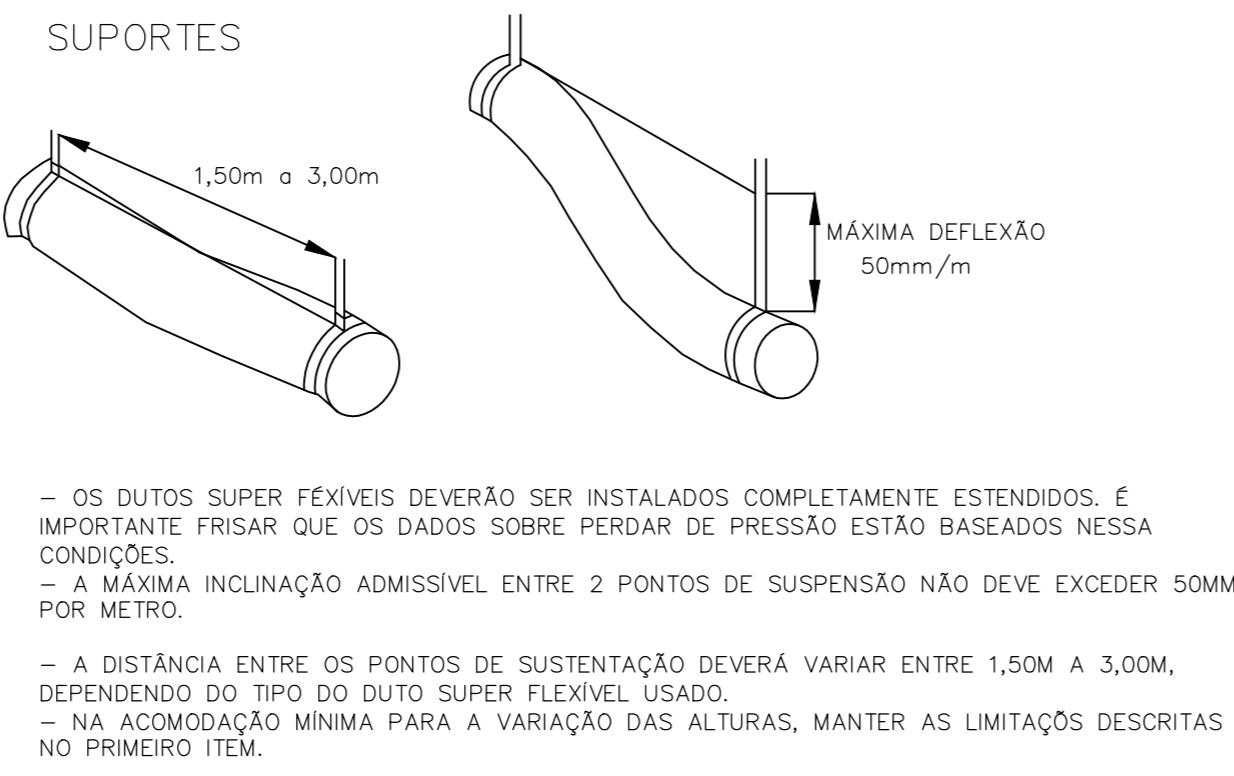 SUPORTES
1,50m a 3,00m
MÁXIMA DEFLEXÃO
50mm/m
— OS DUTOS SUPER FÉXÍVEIS DEVERÃO SER INSTALADOS COMPLETAMENTE ESTENDIDOS. É
IMPORTANTE FRISAR QUE OS DADOS SOBRE PERDAR DE PRESSÃO ESTÃO BASEADOS NESSA
CONDIÇÕES.
— A MÁXIMA INCLINAÇÃO ADMISSÍVEL ENTRE 2 PONTOS DE SUSPENSÃO NÃO DEVE EXCEDER 50MM
POR METRO.
— A DISTÂNCIA ENTRE OS PONTOS DE SUSTENTAÇÃO DEVERÁ VARIAR ENTRE 1,50M A 3,00M,
DEPENDENDO DO TIPO DO DUTO SUPER FLEXÍVEL USADO.
— NA ACOMODAÇÃO MÍNIMA PARA A VARIAÇÃO DAS ALTURAS, MANTER AS LIMITAÇÕS DESCRITAS
NO PRIMEIRO ITEM.